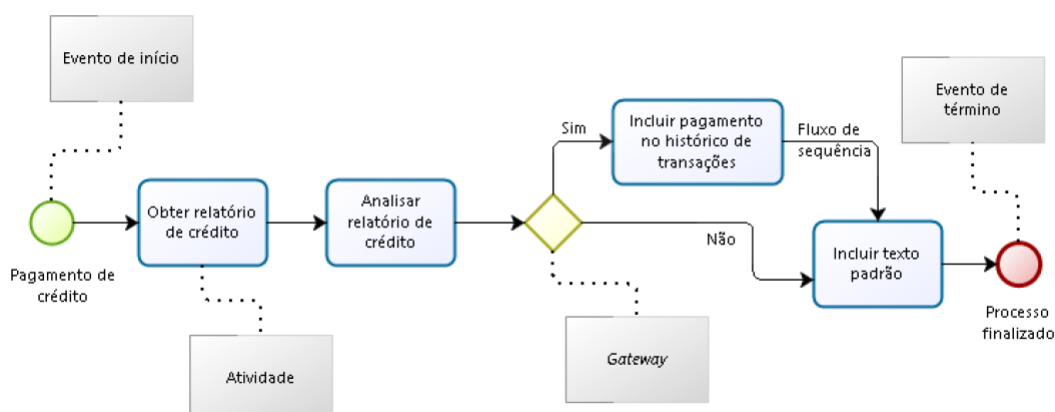 Evento de início
Evento de
término
Sim
Incluir pagamento
no histórico de
transações
Fluxo de
sequência
Obter relatório
de crédito
Analisar
relatório de
crédito
Não
Incluir texto
padrão
Pagamento de
crédito
Processo
finalizado
Atividade
Gateway